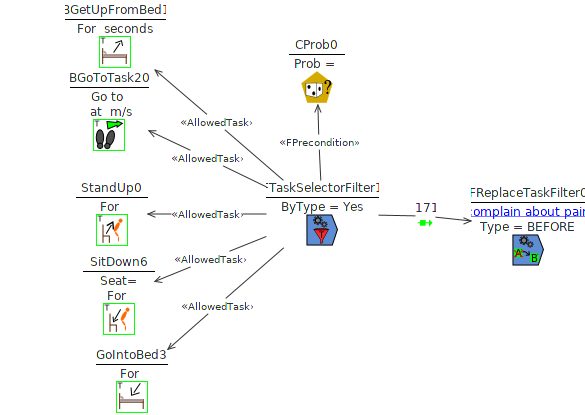 BGetUpFromBed1
For seconds
BGoToTask20
Go to
at m/s
CProb0
Prob =
«AllowedTask»
«FPrecondition»
«AllowedTask»
StandUp0
For
«AllowedTask»
TaskSelectorFilter1
ByType = Yes
171
FReplaceTaskFilter0
complain about pain
Type = BEFORE
A
B
SitDown6
Seat=
For
«AllowedTask»
«AllowedTask»
GoIntoBed3
For